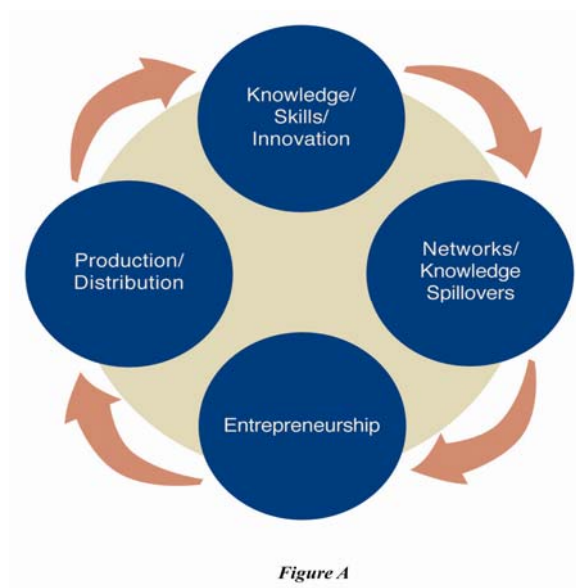 Knowledge/
Skills/
Innovation
Networks/
Knowledge
Spillovers
Production/
Distribution
Entrepreneurship
Figure A